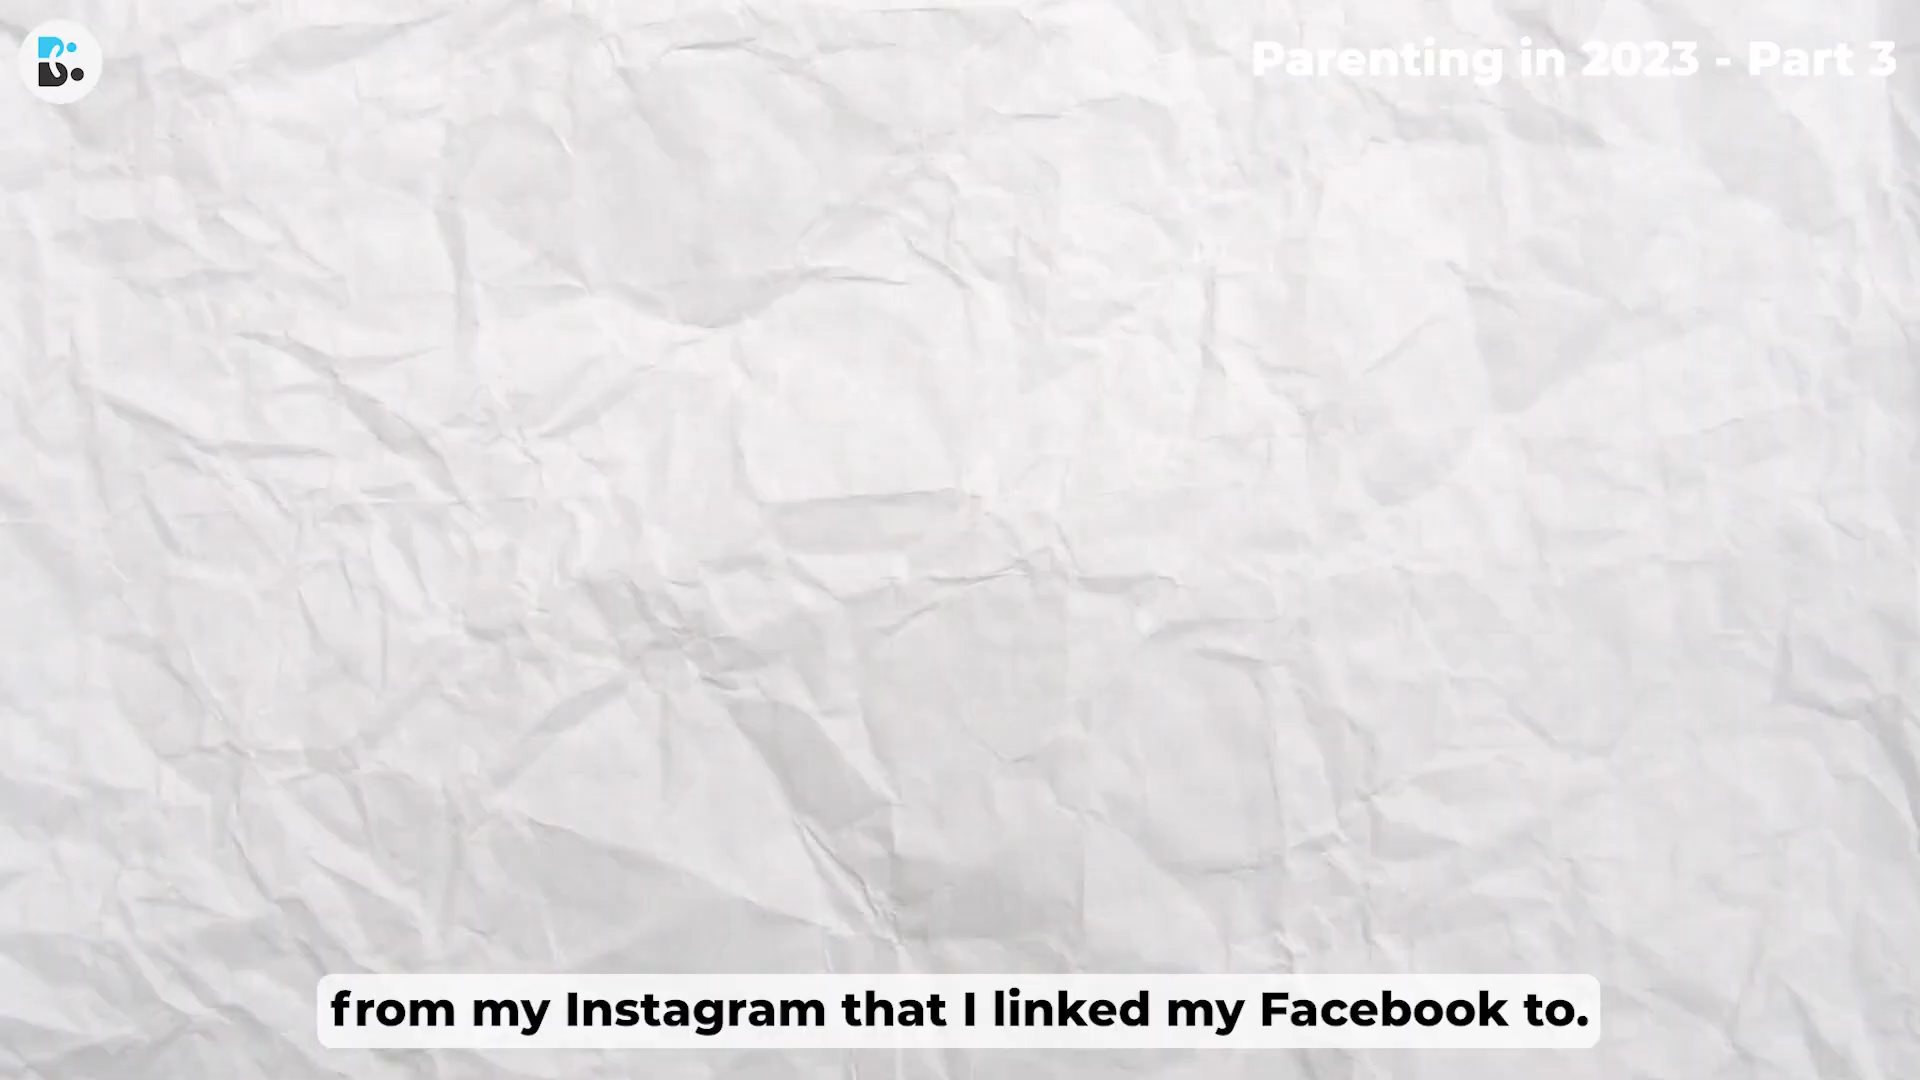 Parenting in 2023 - Part 3
from my Instagram that I linked my Facebook to.